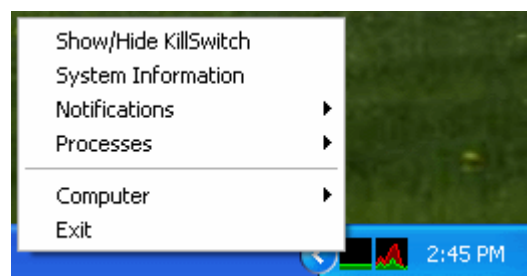 Show/Hide KillSwitch
System Information
Notifications
Processes
Computer
Exit
2:45 PM